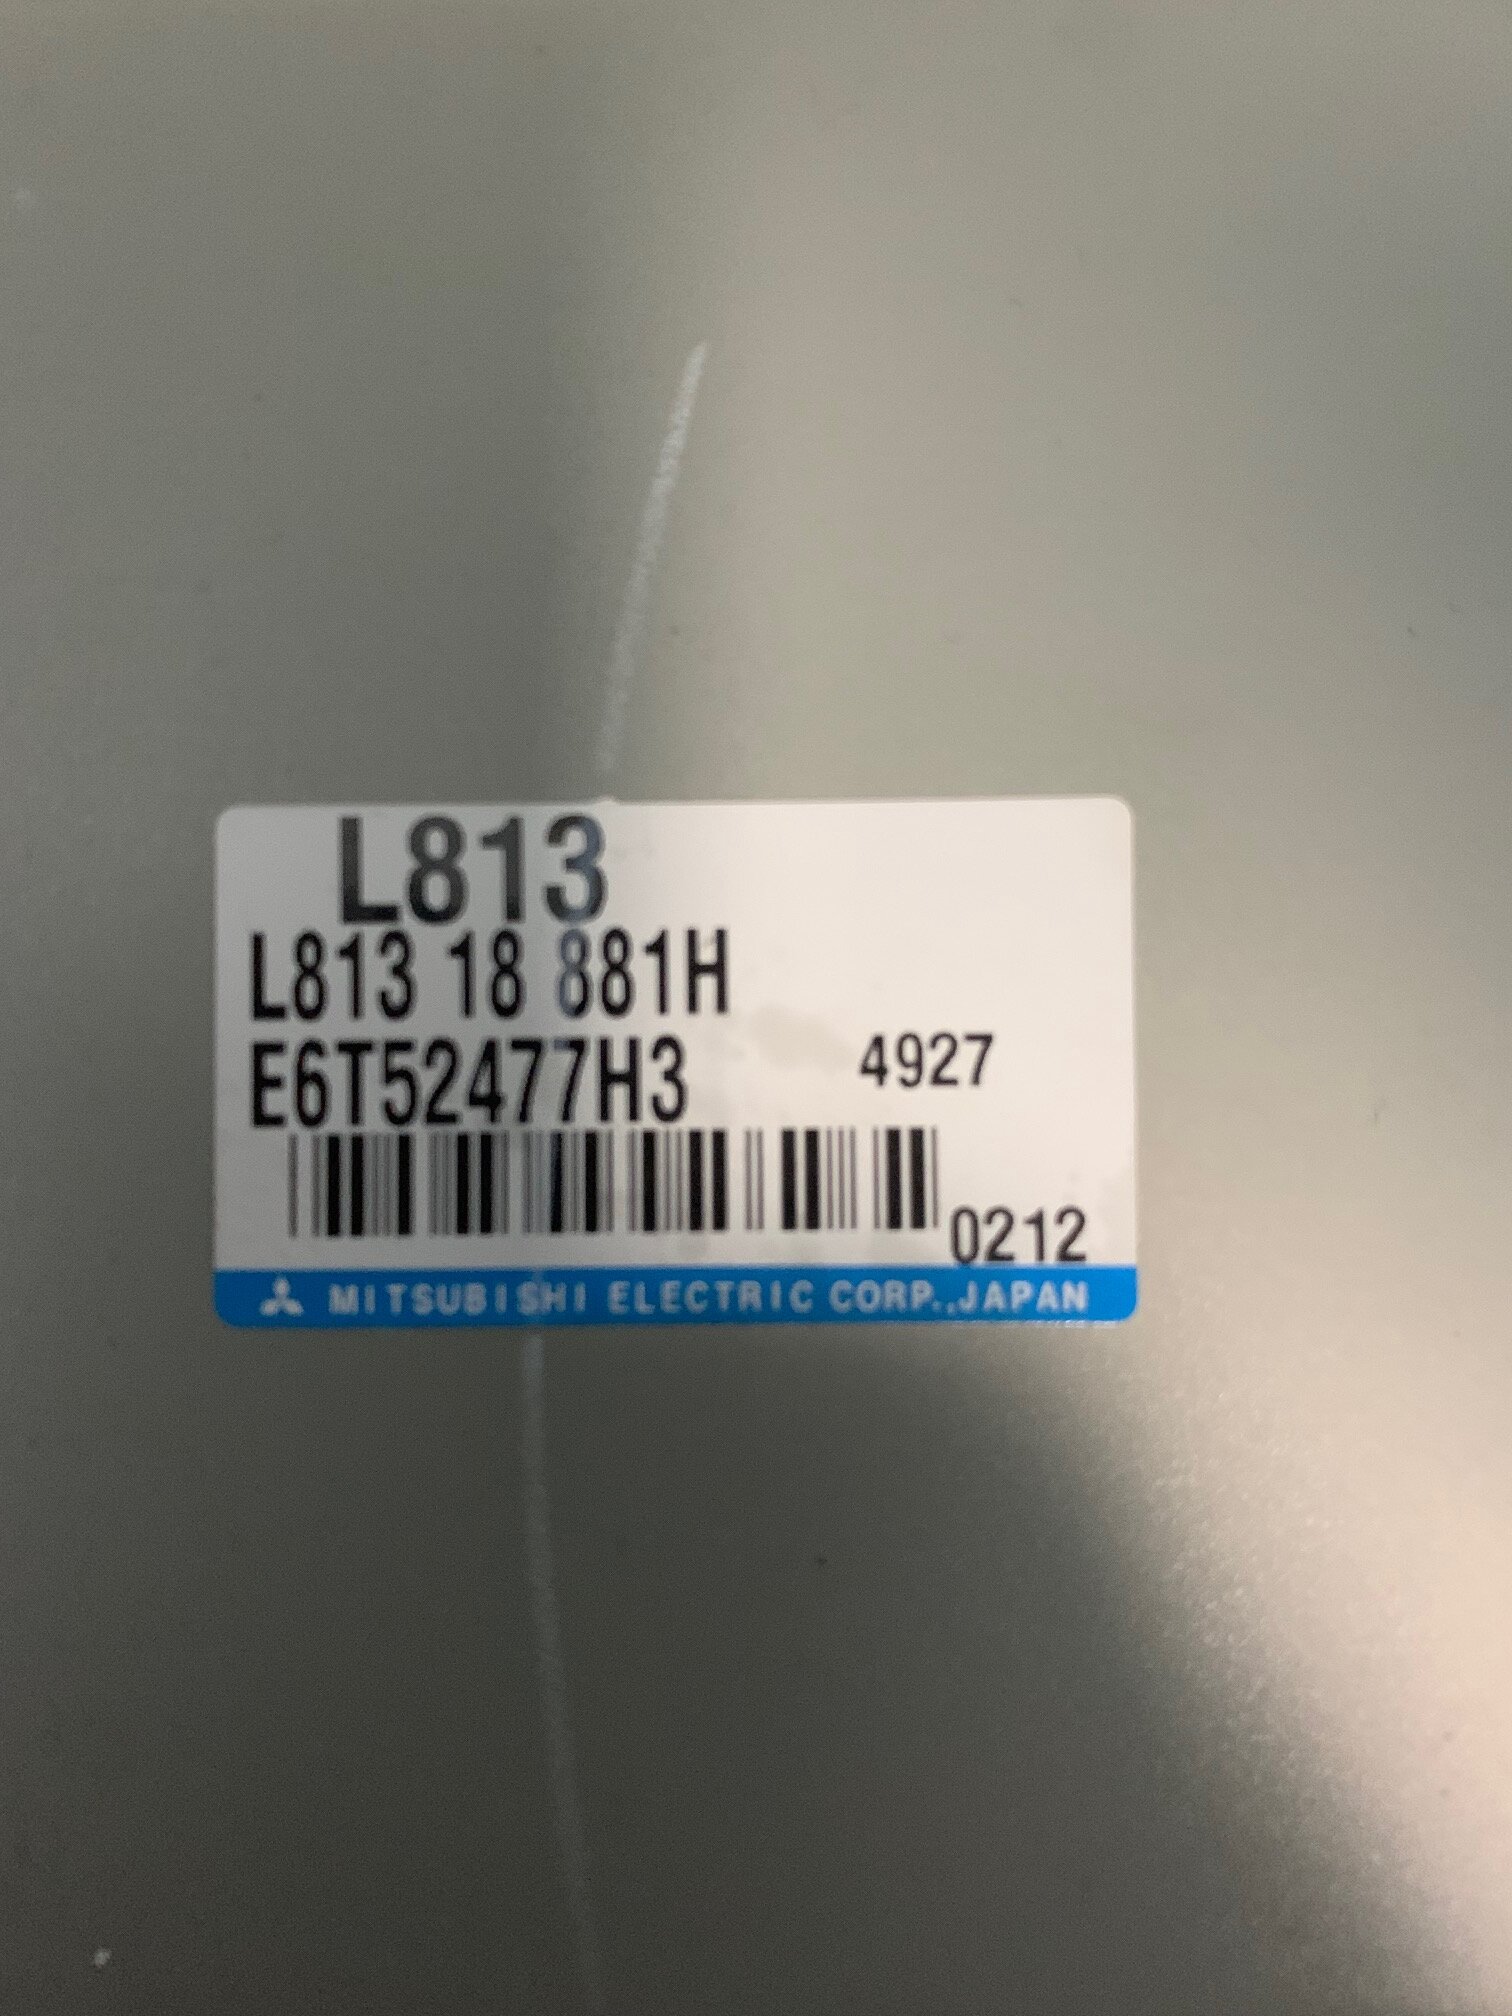 L813
L813 18 881H
E6T52477H3 4927
0212
MITSUBISHI ELECTRIC CORP.,JAPAN